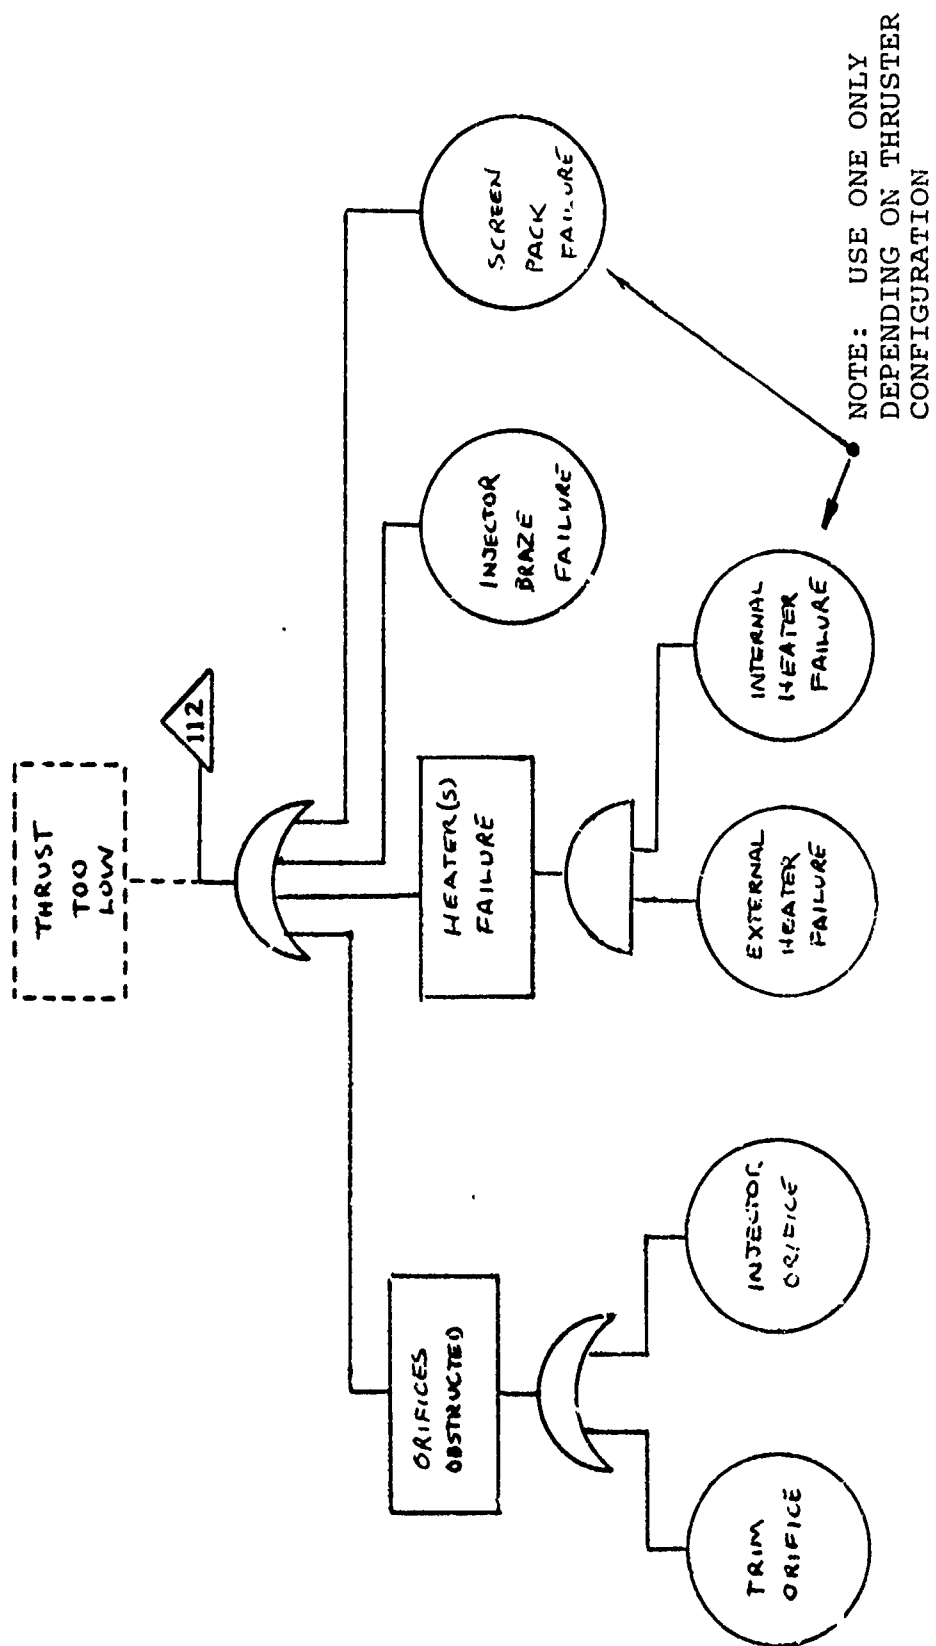 THRUST
TOO
LOW
112
ORIFICES
OBSTRUCTED
HEATER(S)
FAILURE
INJECTOR
BRAZE
FAILURE
SCREEN
PACK
FAILURE
TRIM
ORIFICE
INJECTOR
ORIFICE
EXTERNAL
HEATER
FAILURE
INTERNAL
HEATER
FAILURE
NOTE: USE ONE ONLY
DEPENDING ON THRUSTER
CONFIGURATION